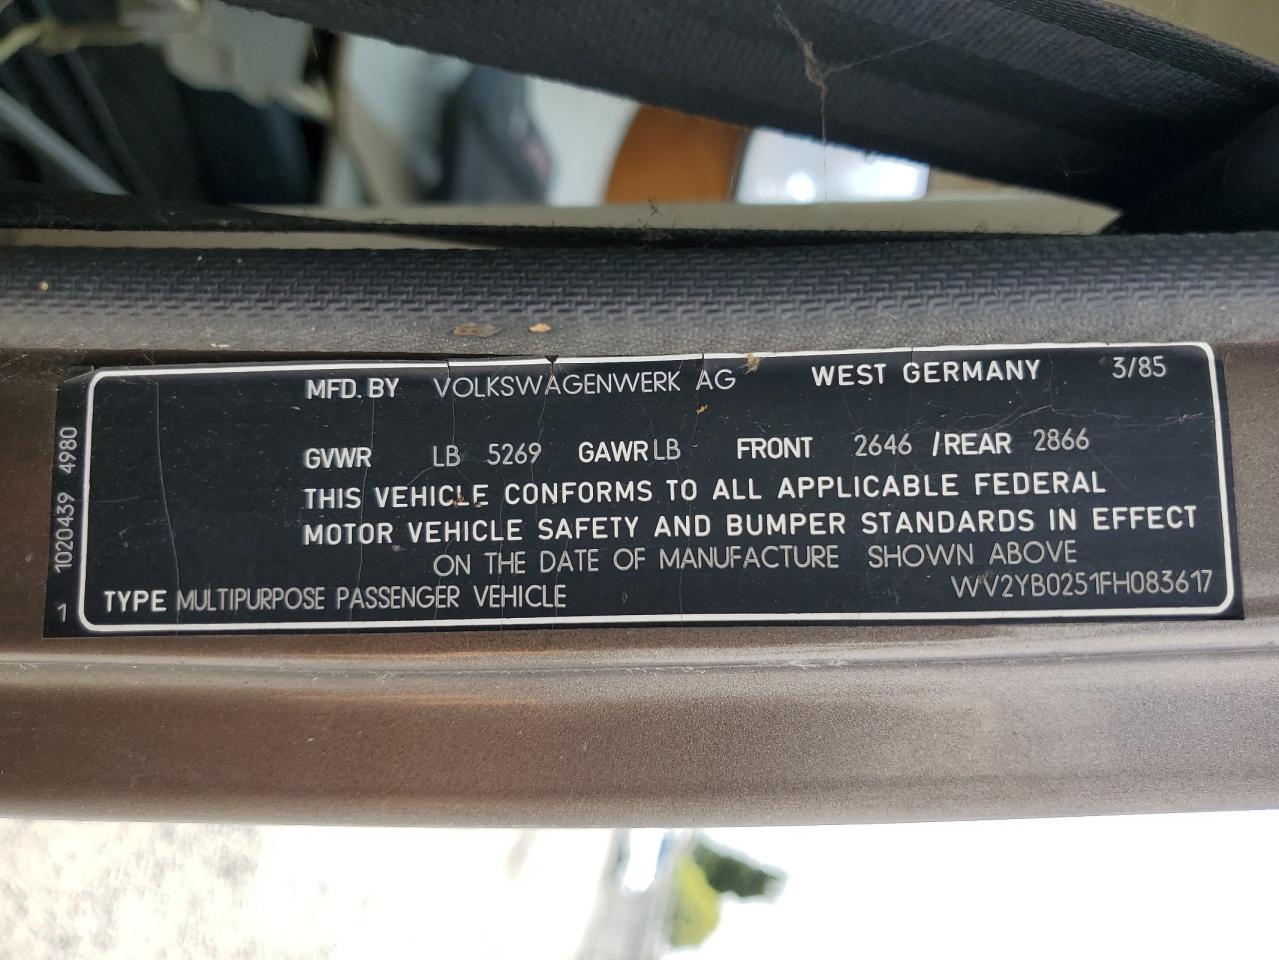 MFD. BY VOLKSWAGENWERK AG WEST GERMANY 3/85
GVWR LB 5269 GAWR LB FRONT 2646 /REAR 2866
THIS VEHICLE CONFORMS TO ALL APPLICABLE FEDERAL
MOTOR VEHICLE SAFETY AND BUMPER STANDARDS IN EFFECT
ON THE DATE OF MANUFACTURE SHOWN ABOVE
TYPE MULTIPURPOSE PASSENGER VEHICLE WV2YB0251FH083617
1 1020439 4980